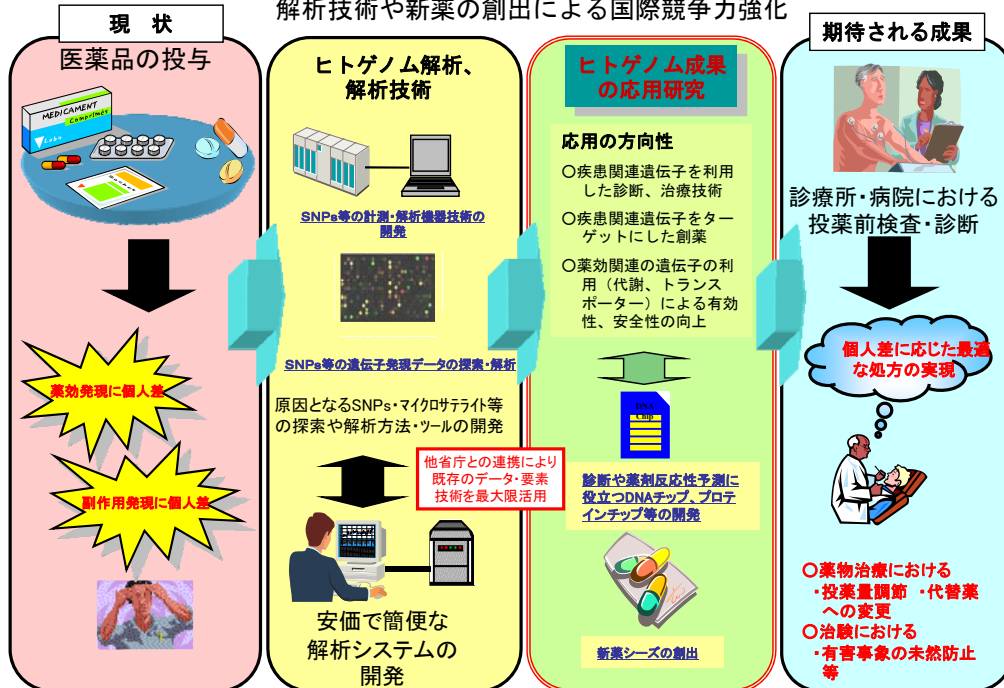 解析技術や新薬の創出による国際競争力強化
現 状
医薬品の投与
MEDICAMENT
Comprimés
Labo
薬効発現に個人差
副作用発現に個人差
ヒトゲノム解析、
解析技術
SNPs等の計測・解析機器技術の
開発
SNPs等の遺伝子発現データの探索・解析
原因となるSNPs・マイクロサテライト等
の探索や解析方法・ツールの開発
他省庁との連携により
既存のデータ・要素
技術を最大限活用
安価で簡便な
解析システムの
開発
ヒトゲノム成果
の応用研究
応用の方向性
○疾患関連遺伝子を利用
した診断、治療技術
○疾患関連遺伝子をター
ゲットにした創薬
○薬効関連の遺伝子の利
用（代謝、トランス
ポーター）による有効
性、安全性の向上
DNA
Chip
診断や薬剤反応性予測に
役立つDNAチップ、プロテ
インチップ等の開発
新薬シーズの創出
期待される成果
診療所・病院における
投薬前検査・診断
個人差に応じた最適
な処方の実現
○薬物治療における
・投薬量調節 ・代替薬
への変更
○治験における
・有害事象の未然防止
等